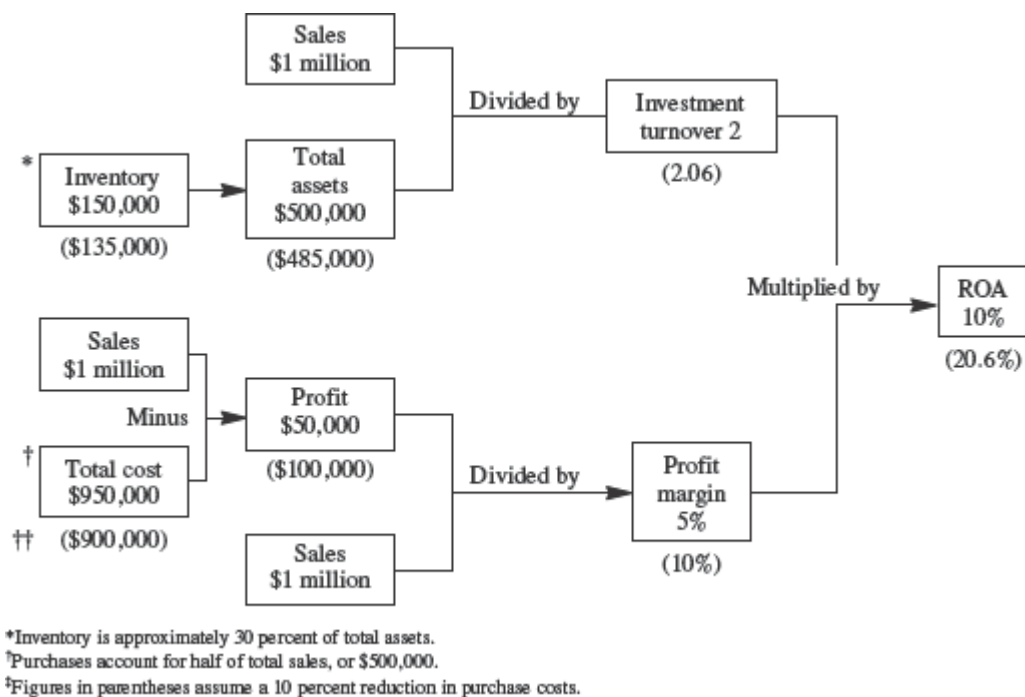 Sales
$1 million
Divided by
Investment
turnover 2
(2.06)
*
Inventory
$150,000
($135,000)
Total
assets
$500,000
($485,000)
Multiplied by
ROA
10%
(20.6%)
Sales
$1 million
Minus
†
Total cost
$950,000
†† ($900,000)
Profit
$50,000
($100,000)
Divided by
Profit
margin
5%
(10%)
Sales
$1 million
*Inventory is approximately 30 percent of total assets.
†Purchases account for half of total sales, or $500,000.
‡Figures in parentheses assume a 10 percent reduction in purchase costs.